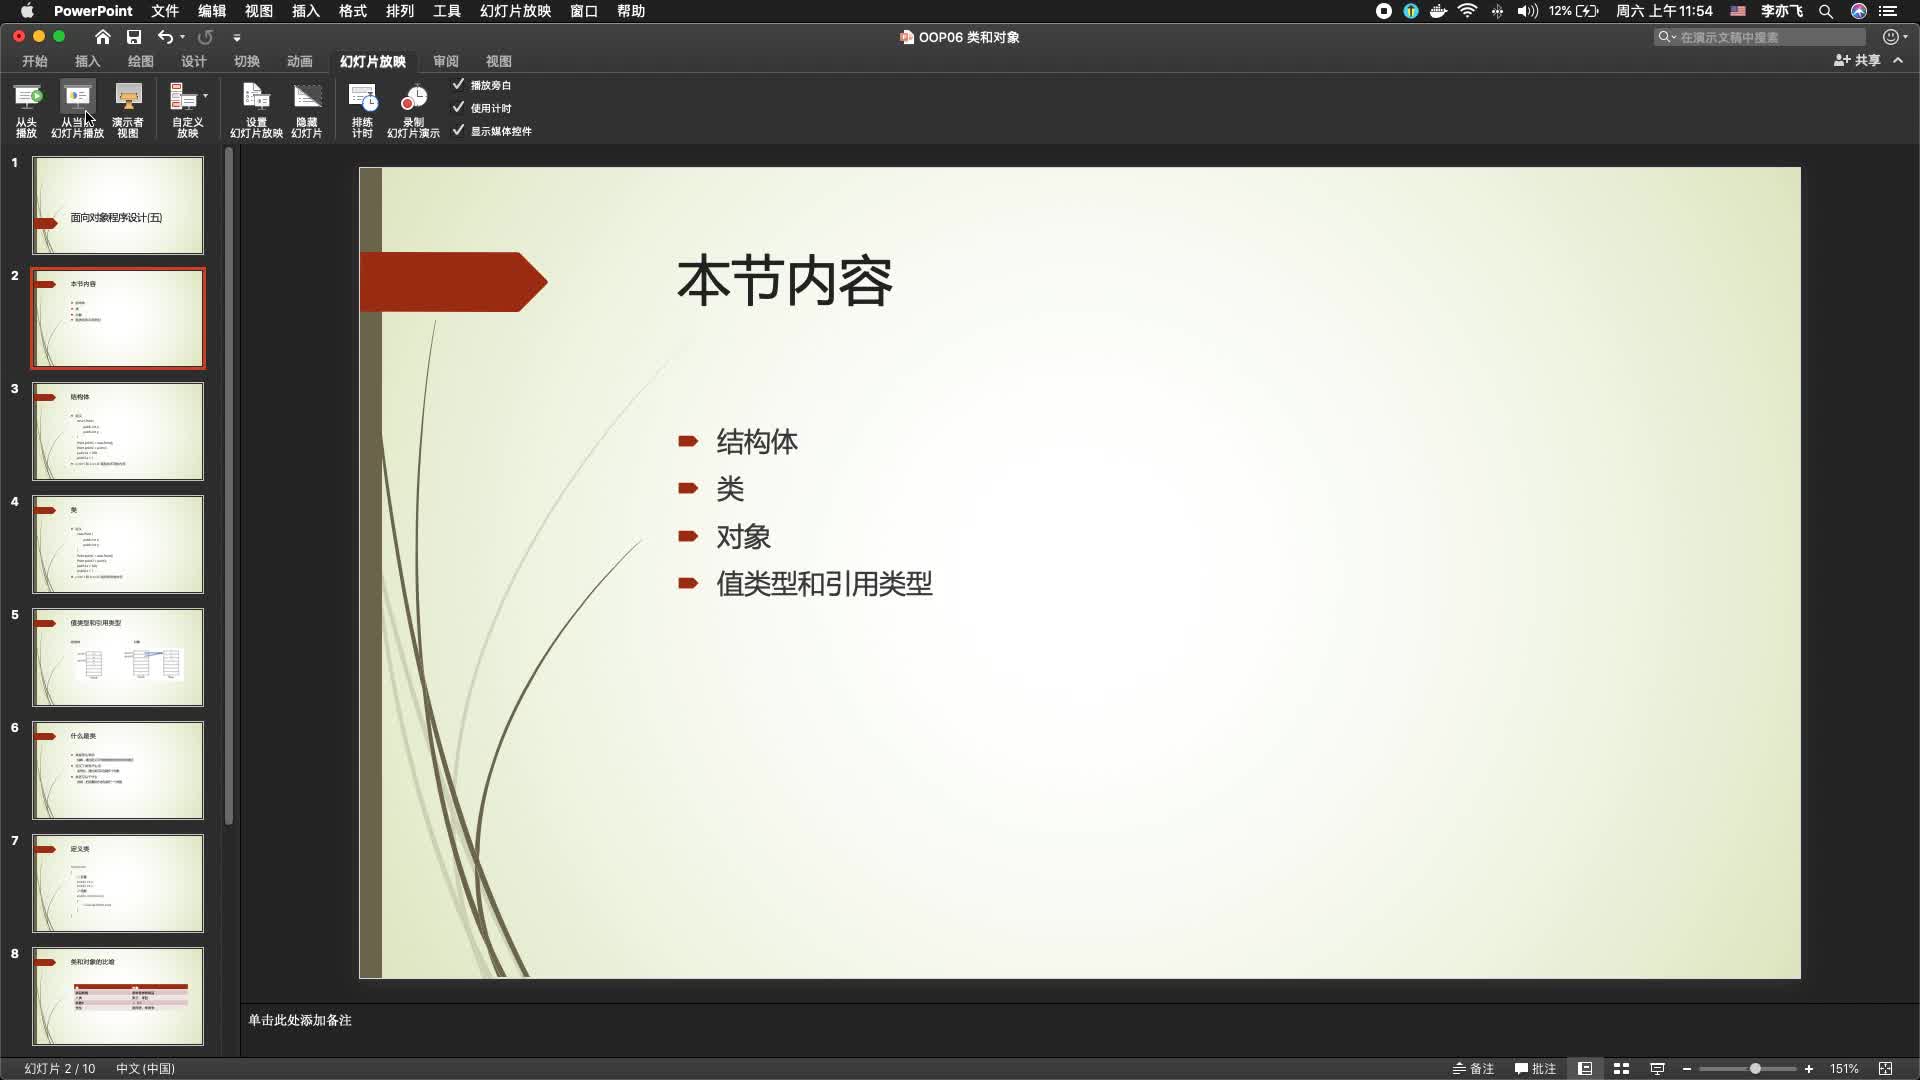 PowerPoint 文件 编辑 视图 插入 格式 排列 工具 幻灯片放映 窗口 帮助 12% 周六 上午11:54 李亦飞
OOP06 类和对象 在演示文稿中搜索
开始 插入 绘图 设计 切换 动画 幻灯片放映 审阅 视图 共享
从头播放 从当前幻灯片播放 演示者视图 自定义放映 设置幻灯片放映 隐藏幻灯片 排练计时 录制幻灯片演示
播放旁白
使用计时
显示媒体控件
1
面向对象程序设计(五)
2
本节内容
3
结构体
4
类
5
值类型和引用类型
6
什么是类
7
定义类
8
类和对象的比较
本节内容
结构体
类
对象
值类型和引用类型
单击此处添加备注
幻灯片 2 / 10 中文(中国) 备注 批注 151%